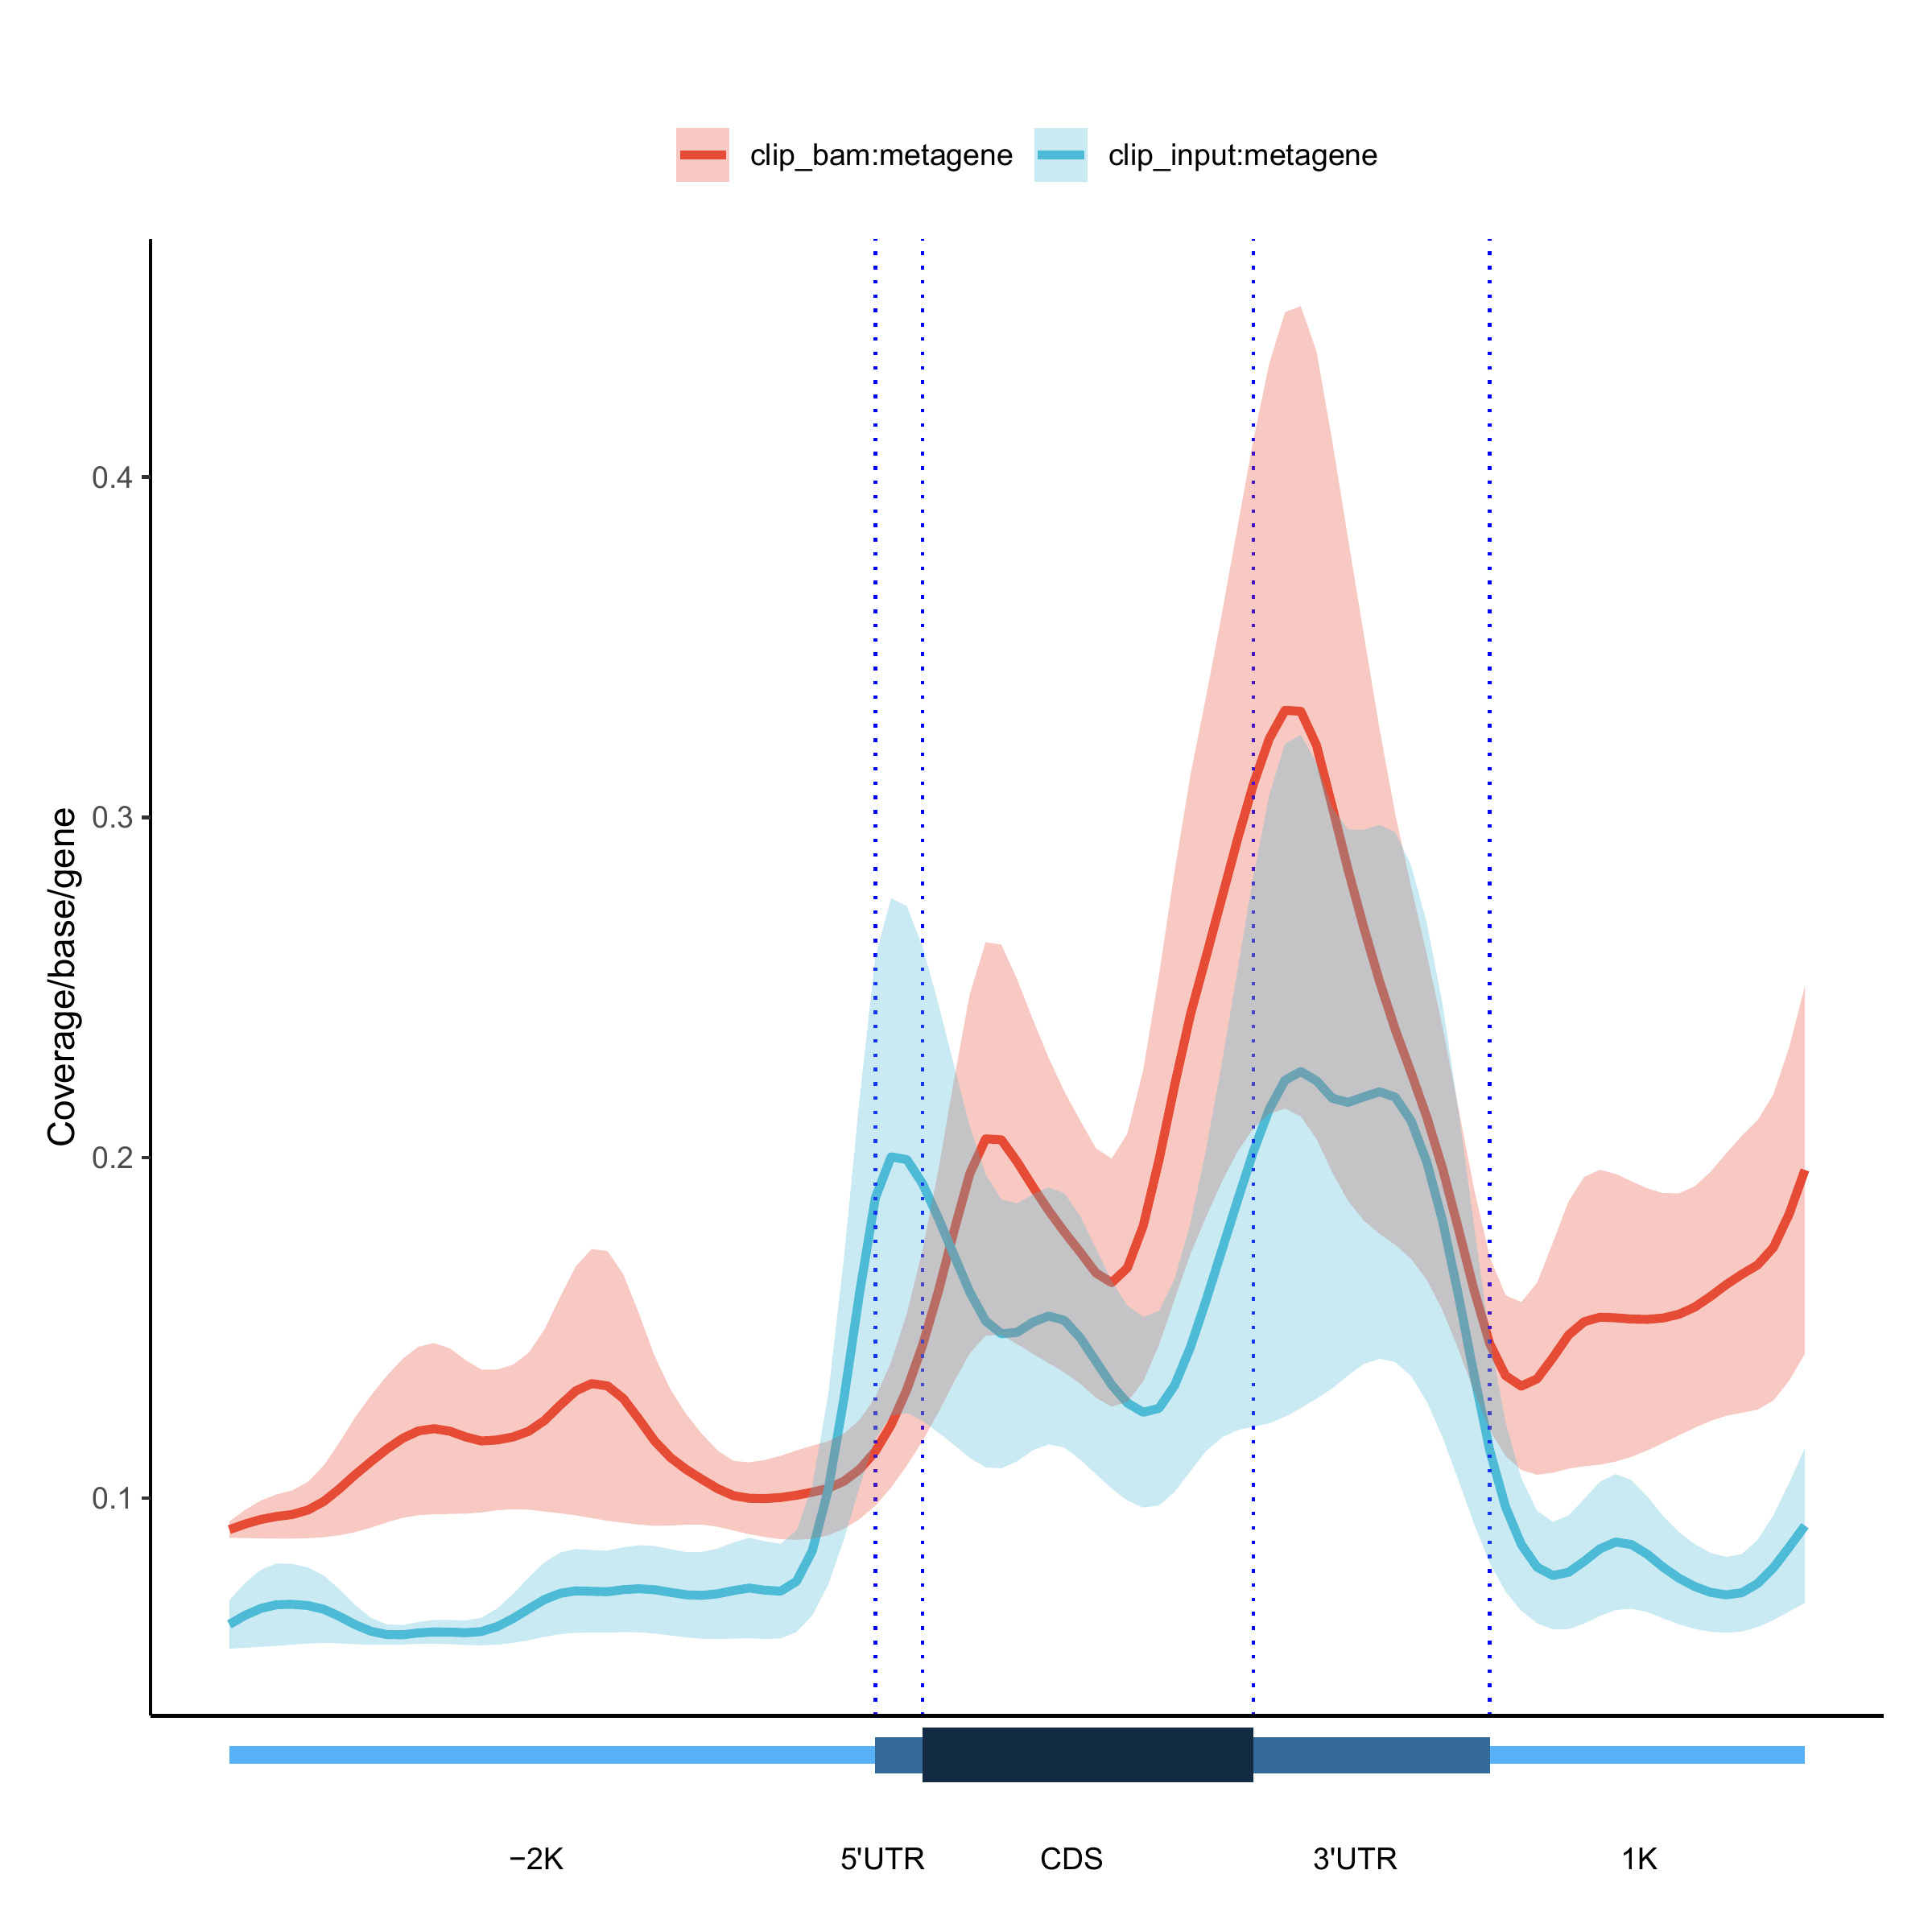 clip_bam:metagene clip_input:metagene
Coverage/base/gene
0.4
0.3
0.2
0.1
−2K 5'UTR CDS 3'UTR 1K